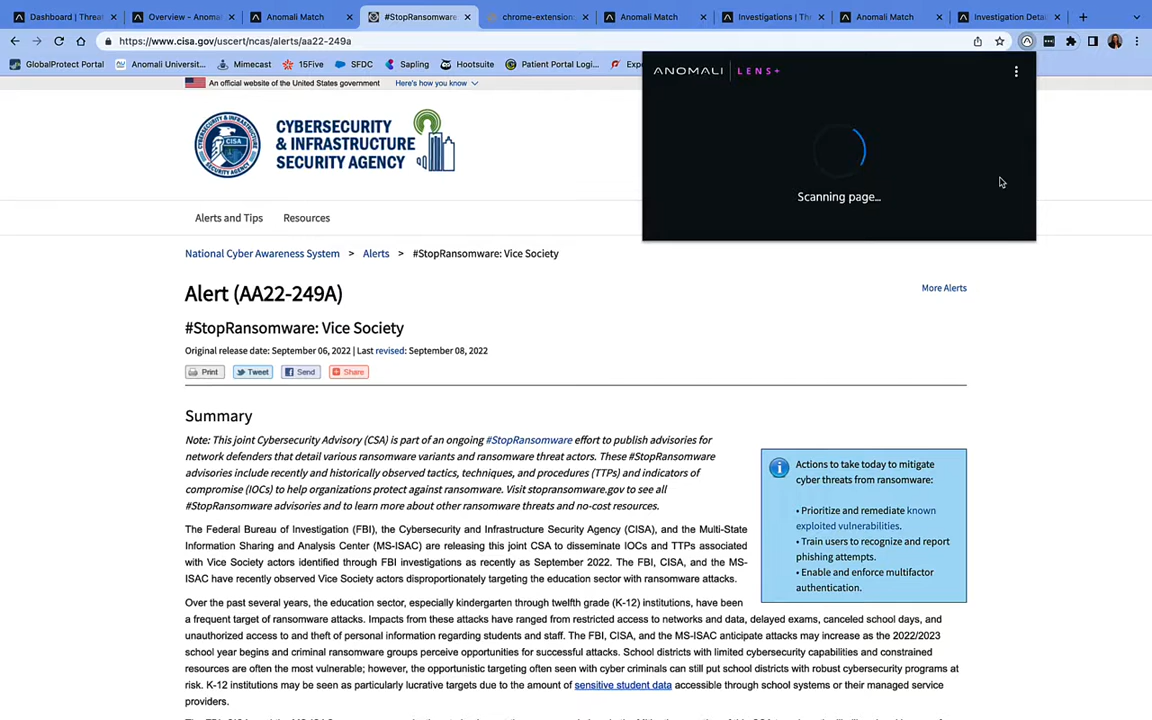 Dashboard | Threat
Overview - Anomal
Anomali Match
#StopRansomware:
chrome-extension:
Anomali Match
Investigations | Thr
Anomali Match
Investigation Deta
https://www.cisa.gov/uscert/ncas/alerts/aa22-249a
GlobalProtect Portal
Anomali Universit...
Mimecast
15Five
SFDC
Sapling
Hootsuite
Patient Portal Logi...
ANOMALI | LENS+
Scanning page...
An official website of the United States government Here's how you know
CISA
CYBERSECURITY
& INFRASTRUCTURE
SECURITY AGENCY
Alerts and Tips Resources
National Cyber Awareness System > Alerts > #StopRansomware: Vice Society
Alert (AA22-249A)
More Alerts
#StopRansomware: Vice Society
Original release date: September 06, 2022 | Last revised: September 08, 2022
Print Tweet Send Share
Summary
Note: This joint Cybersecurity Advisory (CSA) is part of an ongoing #StopRansomware effort to publish advisories for
network defenders that detail various ransomware variants and ransomware threat actors. These #StopRansomware
advisories include recently and historically observed tactics, techniques, and procedures (TTPs) and indicators of
compromise (IOCs) to help organizations protect against ransomware. Visit stopransomware.gov to see all
#StopRansomware advisories and to learn more about other ransomware threats and no-cost resources.
The Federal Bureau of Investigation (FBI), the Cybersecurity and Infrastructure Security Agency (CISA), and the Multi-State
Information Sharing and Analysis Center (MS-ISAC) are releasing this joint CSA to disseminate IOCs and TTPs associated
with Vice Society actors identified through FBI investigations as recently as September 2022. The FBI, CISA, and the MS-
ISAC have recently observed Vice Society actors disproportionately targeting the education sector with ransomware attacks.
Actions to take today to mitigate
cyber threats from ransomware:
• Prioritize and remediate known
exploited vulnerabilities.
• Train users to recognize and report
phishing attempts.
• Enable and enforce multifactor
authentication.
Over the past several years, the education sector, especially kindergarten through twelfth grade (K-12) institutions, have been
a frequent target of ransomware attacks. Impacts from these attacks have ranged from restricted access to networks and data, delayed exams, canceled school days, and
unauthorized access to and theft of personal information regarding students and staff. The FBI, CISA, and the MS-ISAC anticipate attacks may increase as the 2022/2023
school year begins and criminal ransomware groups perceive opportunities for successful attacks. School districts with limited cybersecurity capabilities and constrained
resources are often the most vulnerable; however, the opportunistic targeting often seen with cyber criminals can still put school districts with robust cybersecurity programs at
risk. K-12 institutions may be seen as particularly lucrative targets due to the amount of sensitive student data accessible through school systems or their managed service
providers.